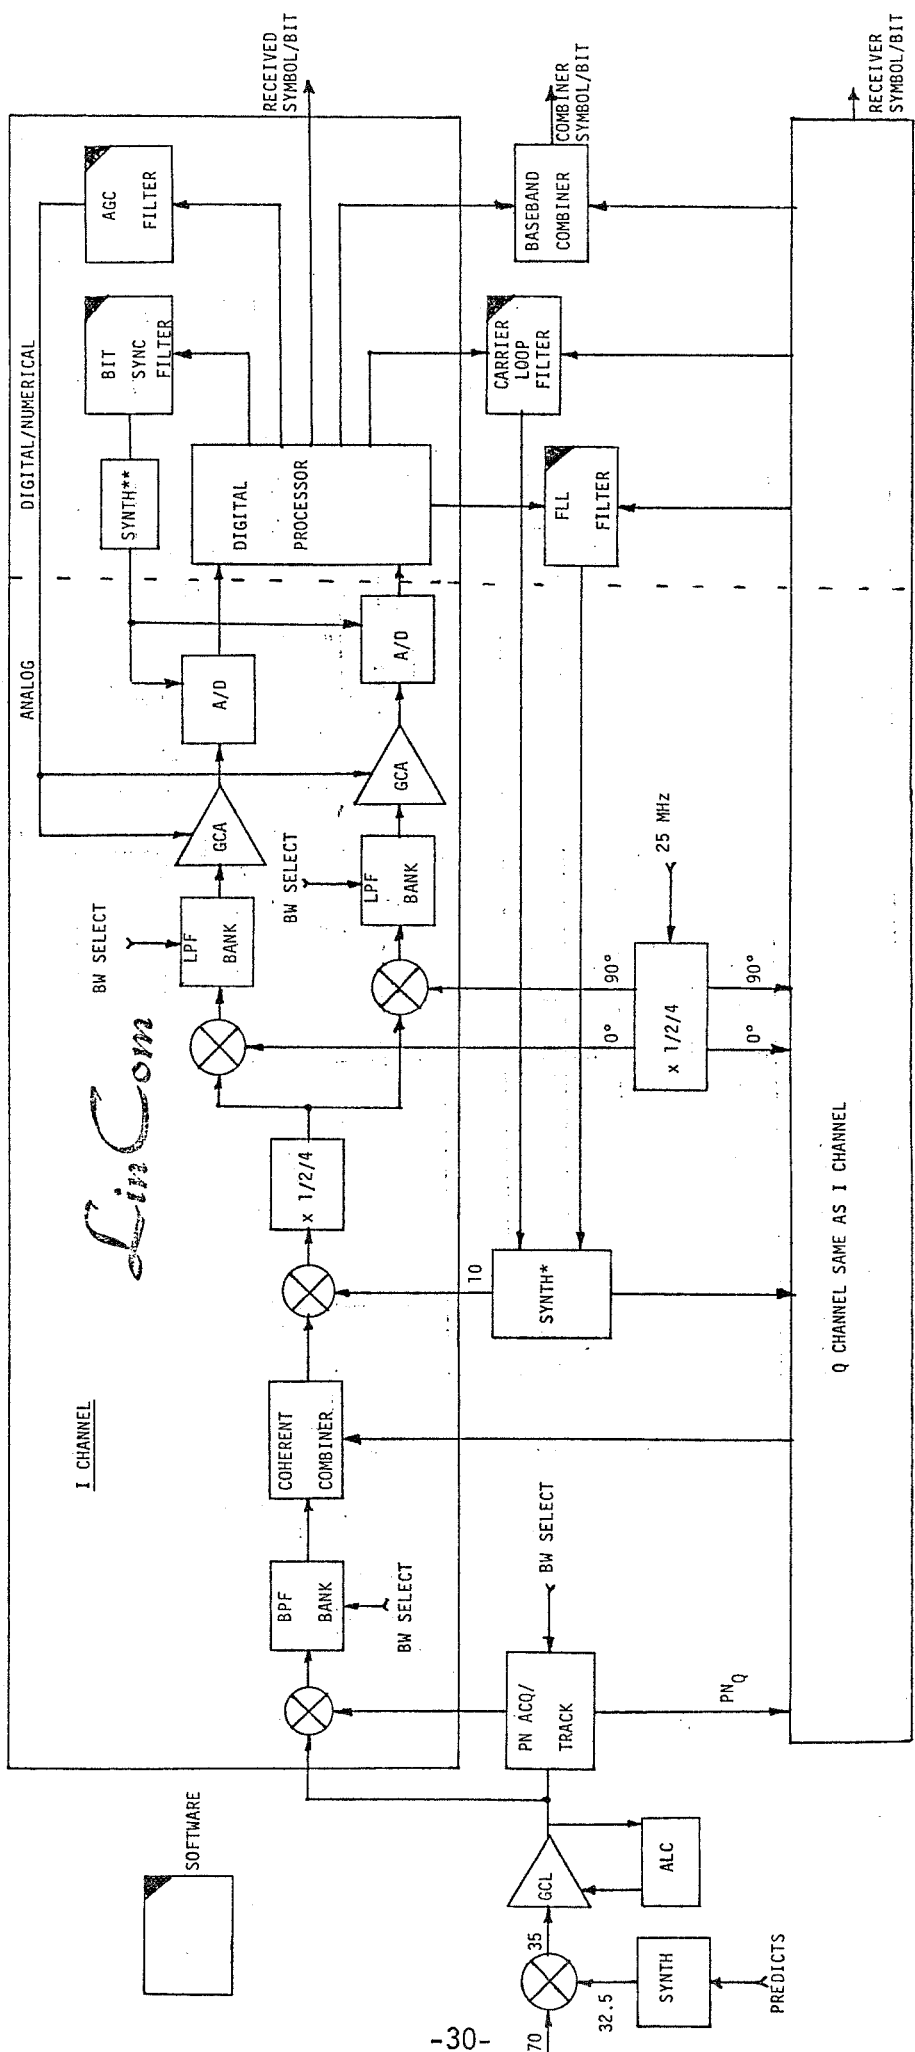 70
32.5
35
SYNTH
PREDICTS
GCL
ALC
SOFTWARE
PN ACQ/
TRACK
BW SELECT
PNQ
I CHANNEL
BPF
BANK
BW SELECT
COHERENT
COMBINER
LinCom
10
SYNTH*
x 1/2/4
Q CHANNEL SAME AS I CHANNEL
0°
90°
x 1/2/4
0°
90°
25 MHz
BW SELECT
LPF
BANK
BW SELECT
LPF
BANK
GCA
GCA
ANALOG
A/D
A/D
DIGITAL/NUMERICAL
SYNTH**
DIGITAL
PROCESSOR
BIT
SYNC
FILTER
AGC
FILTER
FLL
FILTER
CARRIER
LOOP
FILTER
BASEBAND
COMBINER
RECEIVED
SYMBOL/BIT
COMBINER
SYMBOL/BIT
RECEIVER
SYMBOL/BIT
-30-